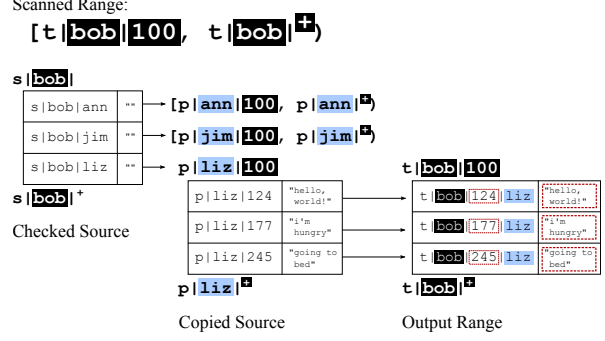 Scanned Range:
[t|bob|100, t|bob|+)
s|bob|
s|bob|ann "" [p|ann|100, p|ann|+)
s|bob|jim "" [p|jim|100, p|jim|+)
s|bob|liz "" p|liz|100 t|bob|100
s|bob|+
Checked Source
p|liz|124 "hello, world!" t|bob|124|liz "hello, world!"
p|liz|177 "i'm hungry" t|bob|177|liz "i'm hungry"
p|liz|245 "going to bed" t|bob|245|liz "going to bed"
p|liz|+ t|bob|+
Copied Source Output Range